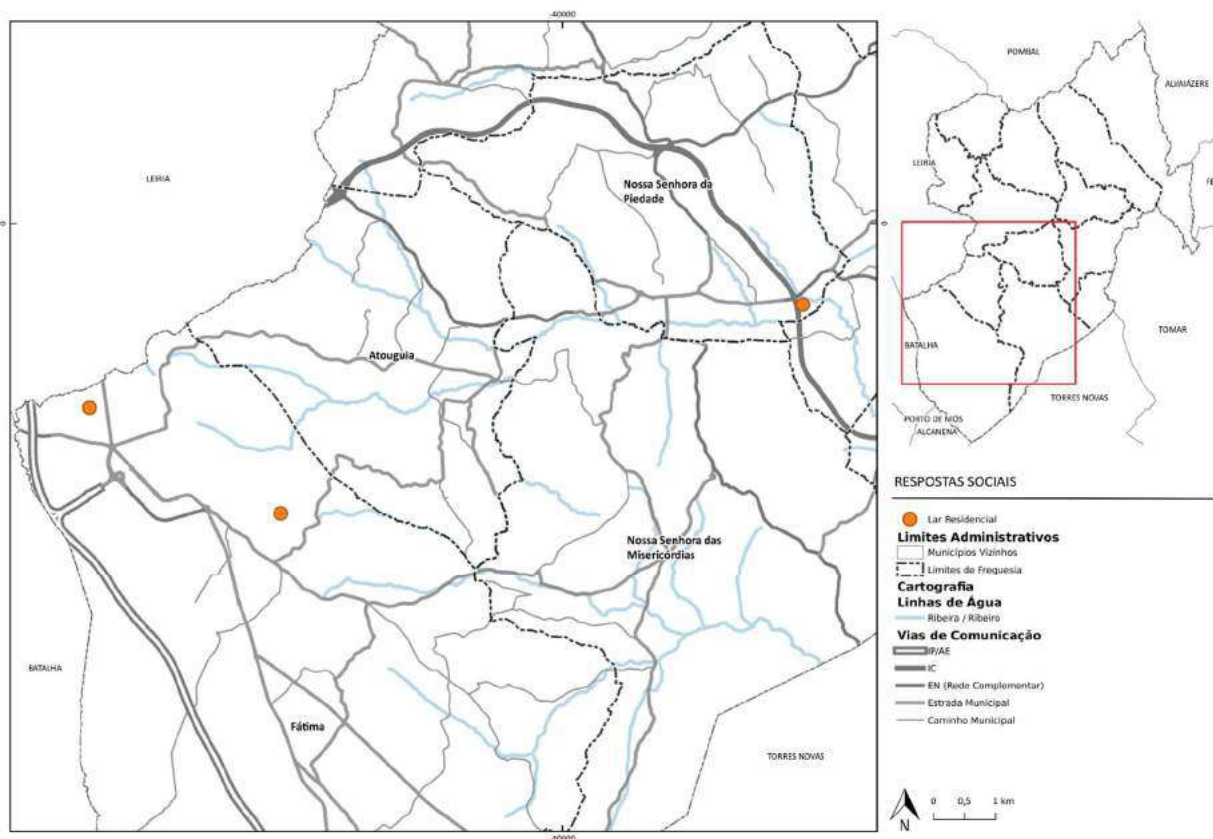 -40000
0
LEIRIA
Nossa Senhora da
Piedade
Atouguia
Nossa Senhora das
Misericórdias
BATALHA
Fátima
TORRES NOVAS
-40000
0
POMBAL
ALVAIÁZERE
LEIRIA
FE
TOMAR
BATALHA
TORRES NOVAS
PORTO DE MÓS
ALCANENA
RESPOSTAS SOCIAIS
Lar Residencial
Limites Administrativos
Municípios Vizinhos
Limites de Freguesia
Cartografia
Linhas de Água
Ribeira / Ribeiro
Vias de Comunicação
IP/AE
IC
EN (Rede Complementar)
Estrada Municipal
Caminho Municipal
N
0 0,5 1 km